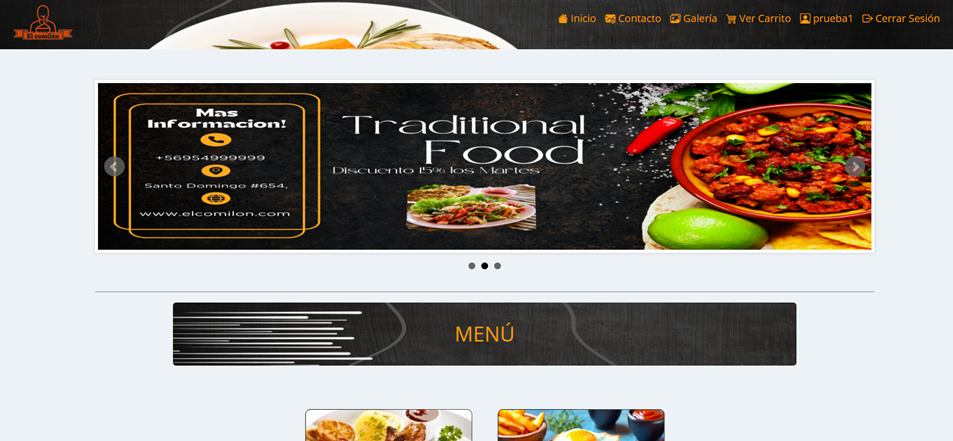 El comilón
Inicio Contacto Galería Ver Carrito prueba1 Cerrar Sesión
Mas
Informacion!
+56954999999
Santo Domingo #654,
www.elcomilon.com
Traditional
Food
Discuento 15% los Martes
MENÚ